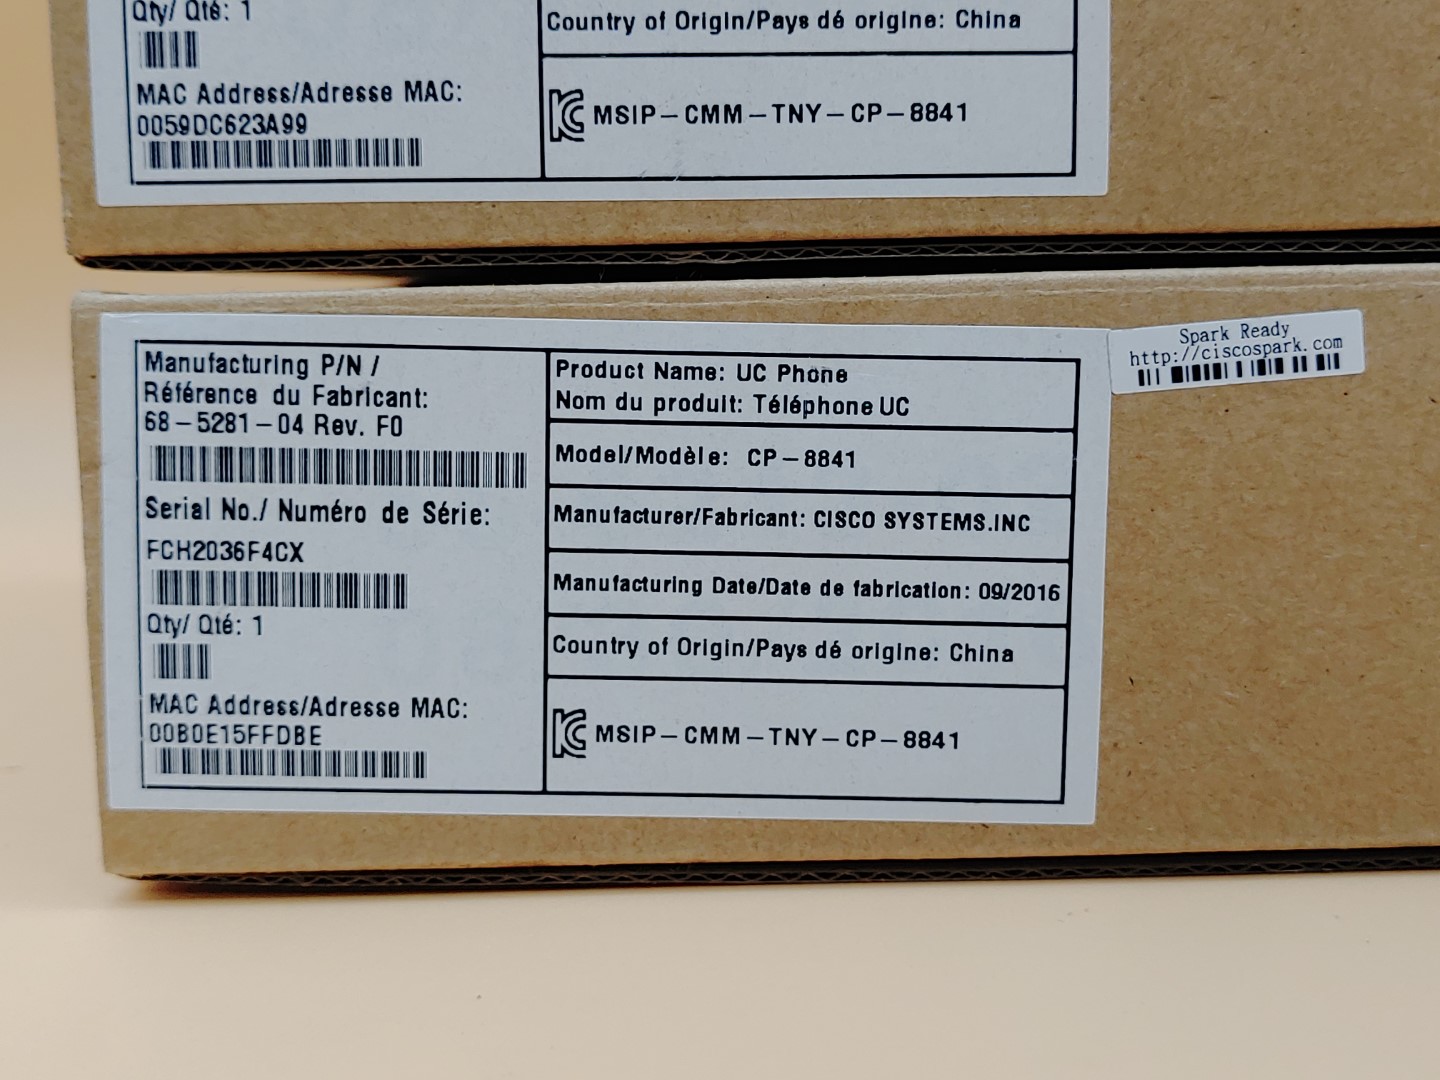 Qty/ Qté: 1
MAC Address/Adresse MAC:
0059DC623A99
Country of Origin/Pays dé origine: China
MSIP-CMM-TNY-CP-8841
Manufacturing P/N /
Référence du Fabricant:
68-5281-04 Rev. F0
Serial No./ Numéro de Série:
FCH2036F4CX
Qty/ Qté: 1
MAC Address/Adresse MAC:
00B0E15FFDBE
Product Name: UC Phone
Nom du produit: Téléphone UC
Model/Modèle: CP-8841
Manufacturer/Fabricant: CISCO SYSTEMS.INC
Manufacturing Date/Date de fabrication: 09/2016
Country of Origin/Pays dé origine: China
MSIP-CMM-TNY-CP-8841
Spark Ready
http://ciscospark.com